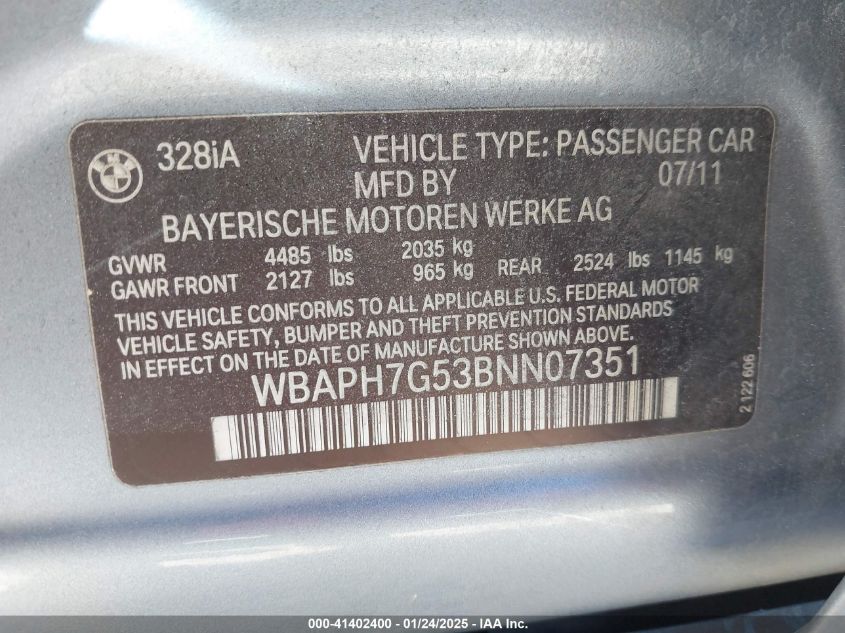 328iA VEHICLE TYPE: PASSENGER CAR
MFD BY 07/11
BAYERISCHE MOTOREN WERKE AG
GVWR 4485 lbs 2035 kg
GAWR FRONT 2127 lbs 965 kg REAR 2524 lbs 1145 kg
THIS VEHICLE CONFORMS TO ALL APPLICABLE U.S. FEDERAL MOTOR
VEHICLE SAFETY, BUMPER AND THEFT PREVENTION STANDARDS
IN EFFECT ON THE DATE OF MANUFACTURE SHOWN ABOVE.
WBAPH7G53BNN07351
2 122 606
000-41402400 - 01/24/2025 - IAA Inc.